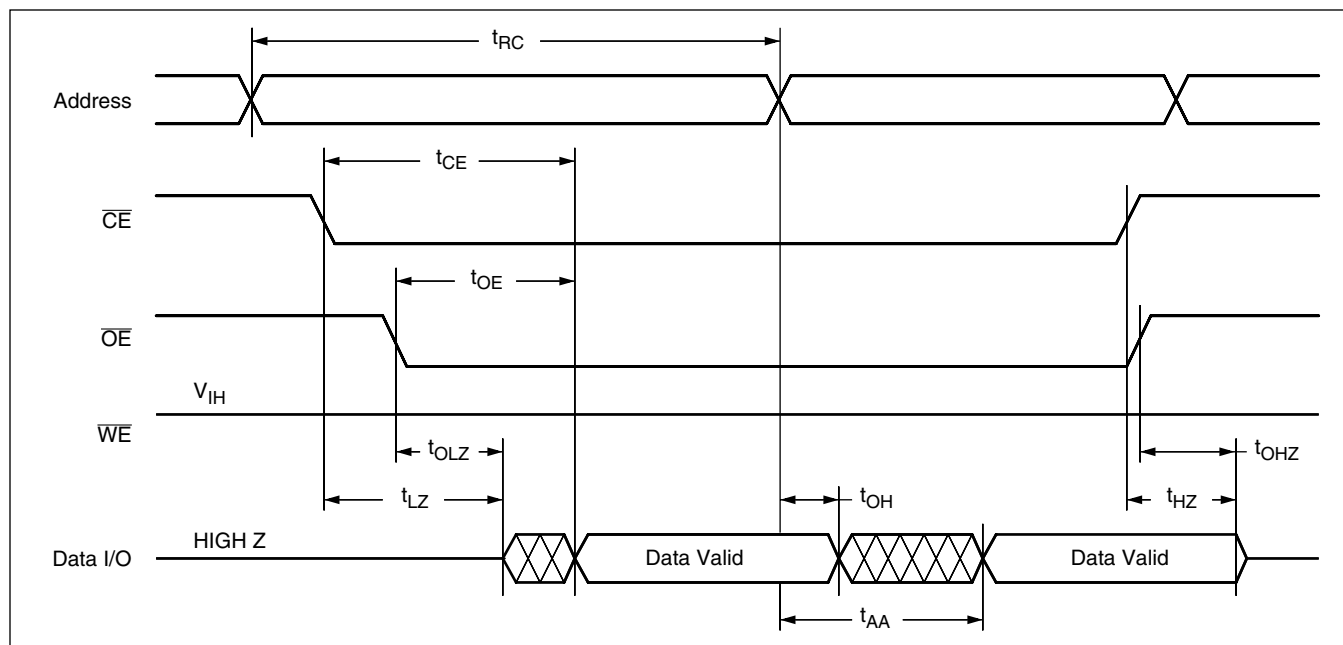 tRC
Address
tCE
CE
tOE
OE
VIH
WE
tOLZ
tOHZ
tLZ
tOH
tHZ
HIGH Z
Data I/O
Data Valid
Data Valid
tAA